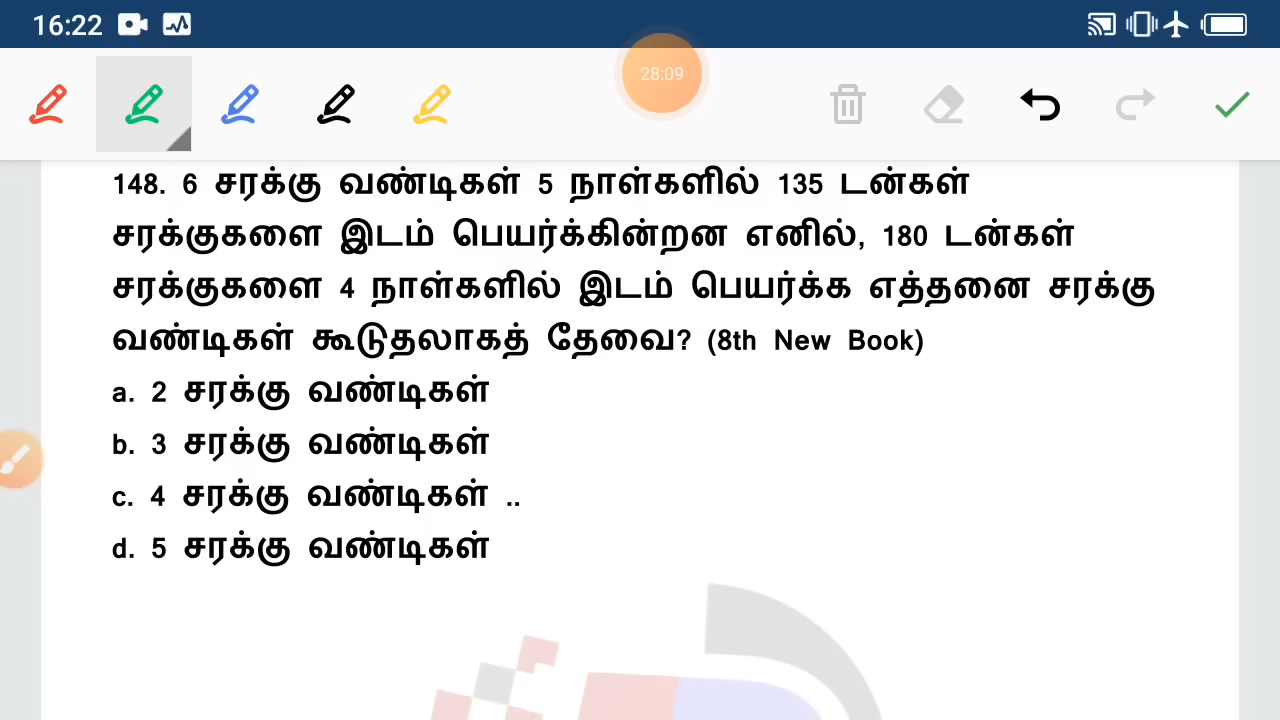 16:22
28:09
148. 6 சரக்கு வண்டிகள் 5 நாள்களில் 135 டன்கள்
சரக்குகளை இடம் பெயர்க்கின்றன எனில், 180 டன்கள்
சரக்குகளை 4 நாள்களில் இடம் பெயர்க்க எத்தனை சரக்கு
வண்டிகள் கூடுதலாகத் தேவை? (8th New Book)
a. 2 சரக்கு வண்டிகள்
b. 3 சரக்கு வண்டிகள்
c. 4 சரக்கு வண்டிகள் ..
d. 5 சரக்கு வண்டிகள்